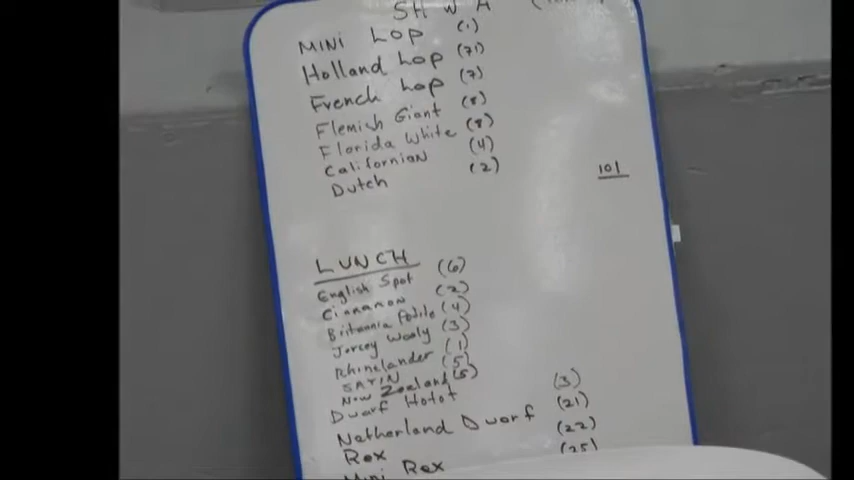 MINI Lop (1)
Holland Lop (71)
French Lop (7)
Flemish Giant (8)
Florida White (8)
Californian (4)
Dutch (2)
101
LUNCH
English Spot (6)
Cinnamon (2)
Britannia Petite (4)
Jersey Wooly (3)
Rhinelander (1)
SATIN (5)
New Zealand (5)
Dwarf Hotot (3)
Netherland Dwarf (21)
Rex (22)
Mini Rex (25)